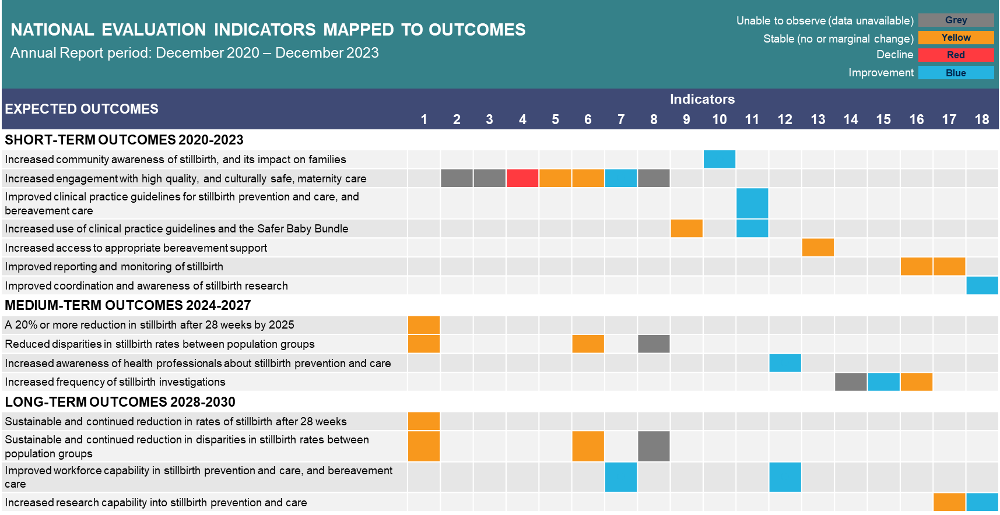 NATIONAL EVALUATION INDICATORS MAPPED TO OUTCOMES
Annual Report period: December 2020 – December 2023
Unable to observe (data unavailable) Grey
Stable (no or marginal change) Yellow
Decline Red
Improvement Blue
EXPECTED OUTCOMES
Indicators
1 2 3 4 5 6 7 8 9 10 11 12 13 14 15 16 17 18
SHORT-TERM OUTCOMES 2020-2023
Increased community awareness of stillbirth, and its impact on families
Increased engagement with high quality, and culturally safe, maternity care
Improved clinical practice guidelines for stillbirth prevention and care, and
bereavement care
Increased use of clinical practice guidelines and the Safer Baby Bundle
Increased access to appropriate bereavement support
Improved reporting and monitoring of stillbirth
Improved coordination and awareness of stillbirth research
MEDIUM-TERM OUTCOMES 2024-2027
A 20% or more reduction in stillbirth after 28 weeks by 2025
Reduced disparities in stillbirth rates between population groups
Increased awareness of health professionals about stillbirth prevention and care
Increased frequency of stillbirth investigations
LONG-TERM OUTCOMES 2028-2030
Sustainable and continued reduction in rates of stillbirth after 28 weeks
Sustainable and continued reduction in disparities in stillbirth rates between
population groups
Improved workforce capability in stillbirth prevention and care, and bereavement
care
Increased research capability into stillbirth prevention and care